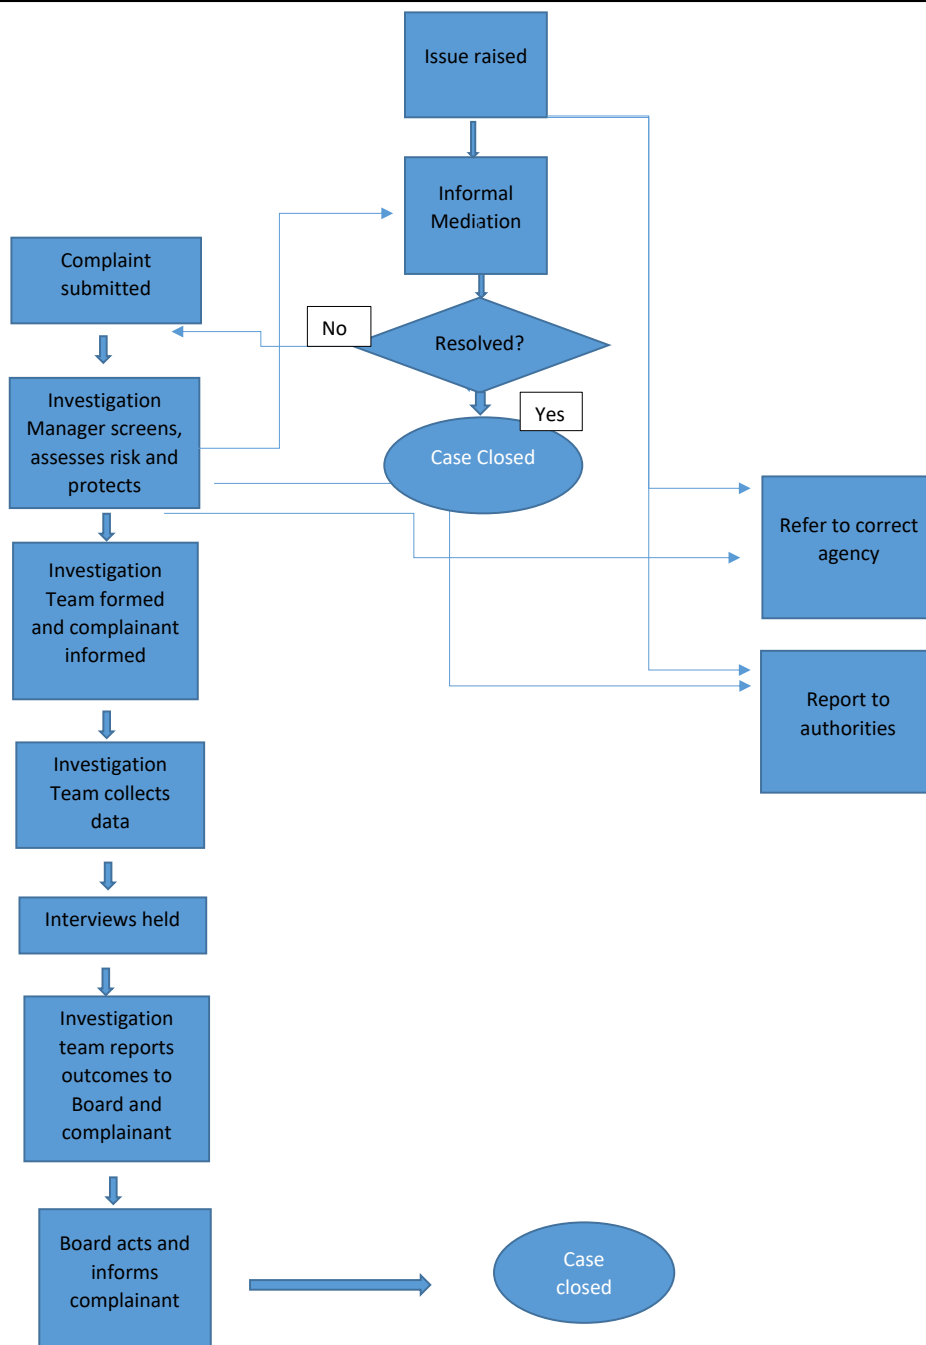 Issue raised
Informal
Mediation
Complaint
submitted
No
Resolved?
Yes
Case Closed
Investigation
Manager screens,
assesses risk and
protects
Refer to correct
agency
Investigation
Team formed
and complainant
informed
Report to
authorities
Investigation
Team collects
data
Interviews held
Investigation
team reports
outcomes to
Board and
complainant
Board acts and
informs
complainant
Case
closed